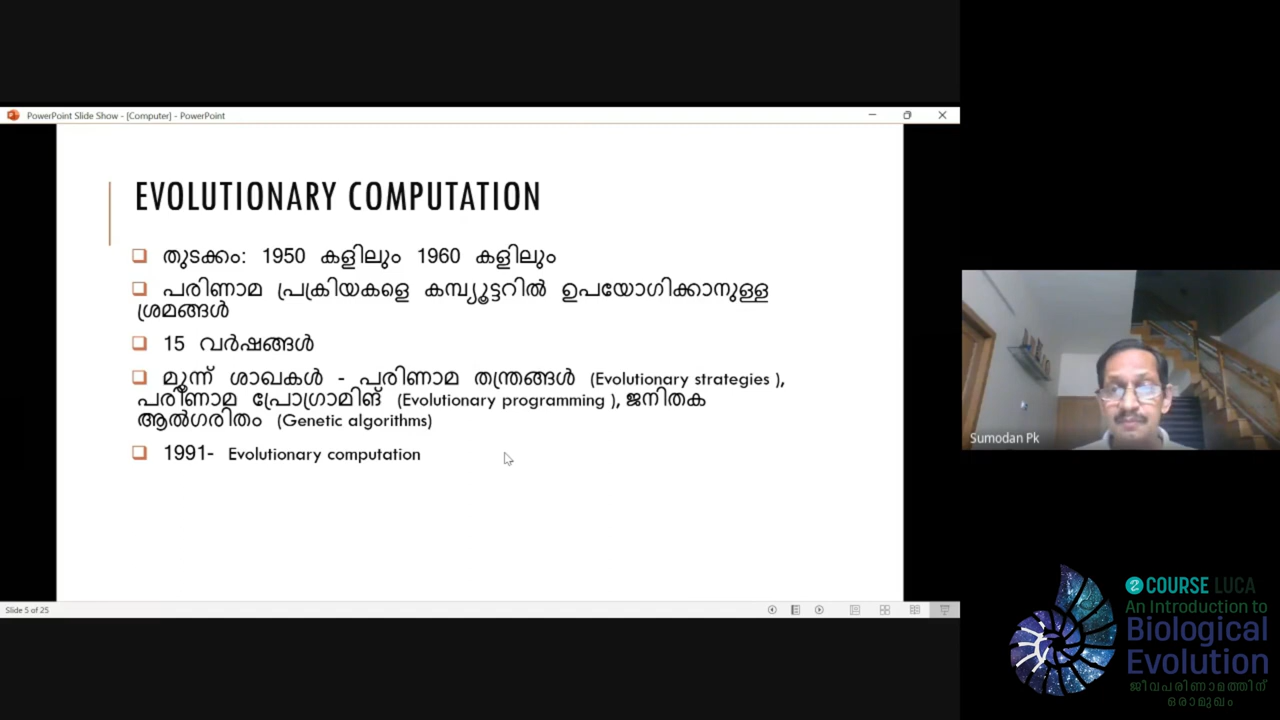 PowerPoint Slide Show - [Computer] - PowerPoint
EVOLUTIONARY COMPUTATION
തുടക്കം: 1950 കളിലും 1960 കളിലും
പരിണാമ പ്രക്രിയകളെ കമ്പ്യൂട്ടറിൽ ഉപയോഗിക്കാനുള്ള
ശ്രമങ്ങൾ
15 വർഷങ്ങൾ
മൂന്ന് ശാഖകൾ - പരിണാമ തന്ത്രങ്ങൾ (Evolutionary strategies ),
പരിണാമ പ്രോഗ്രാമിങ് (Evolutionary programming ), ജനിതക
ആൽഗരിതം (Genetic algorithms)
1991- Evolutionary computation
Slide 5 of 25
Sumodan Pk
2 COURSE LUCA
An Introduction to
Biological
Evolution
ജീവപരിണാമത്തിന്
ഒരാമുഖം